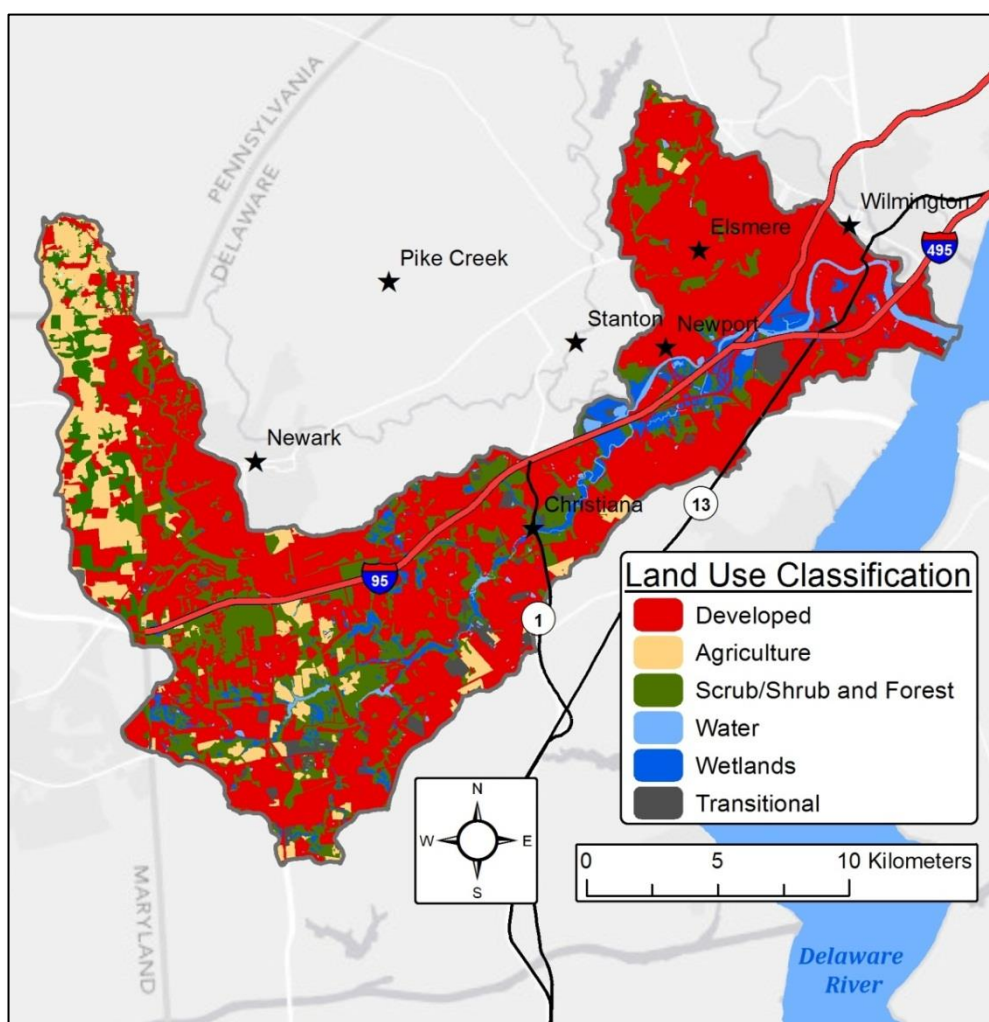 PENNSYLVANIA
DELAWARE
Wilmington
Elsmere
495
Pike Creek
Stanton
Newport
Newark
13
Christiana
95
1
Land Use Classification
Developed
Agriculture
Scrub/Shrub and Forest
Water
Wetlands
Transitional
N
W E
S
0 5 10 Kilometers
MARYLAND
DELAWARE
Delaware
River